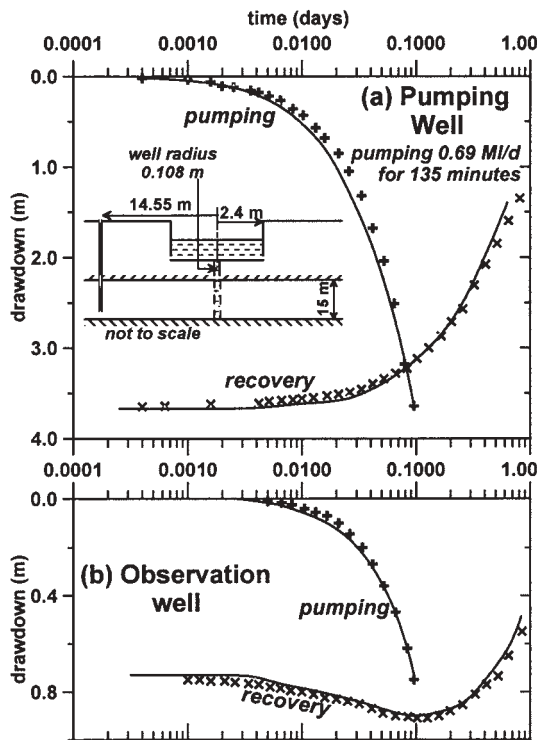 time (days)
0.0001 0.0010 0.0100 0.1000 1.00
0.0
1.0
2.0
3.0
4.0
drawdown (m)
(a) Pumping
Well
pumping 0.69 Ml/d
for 135 minutes
pumping
well radius
0.108 m
14.55 m
2.4 m
15 m
not to scale
recovery
0.0001 0.0010 0.0100 0.1000 1.00
0.0
0.4
0.8
drawdown (m)
(b) Observation
well
pumping
recovery